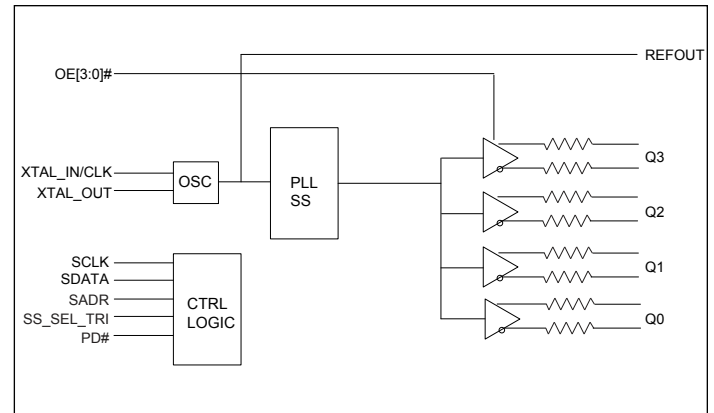 REFOUT
OE[3:0]#
XTAL_IN/CLK
XTAL_OUT
OSC
PLL
SS
Q3
Q2
Q1
Q0
SCLK
SDATA
SADR
SS_SEL_TRI
PD#
CTRL
LOGIC